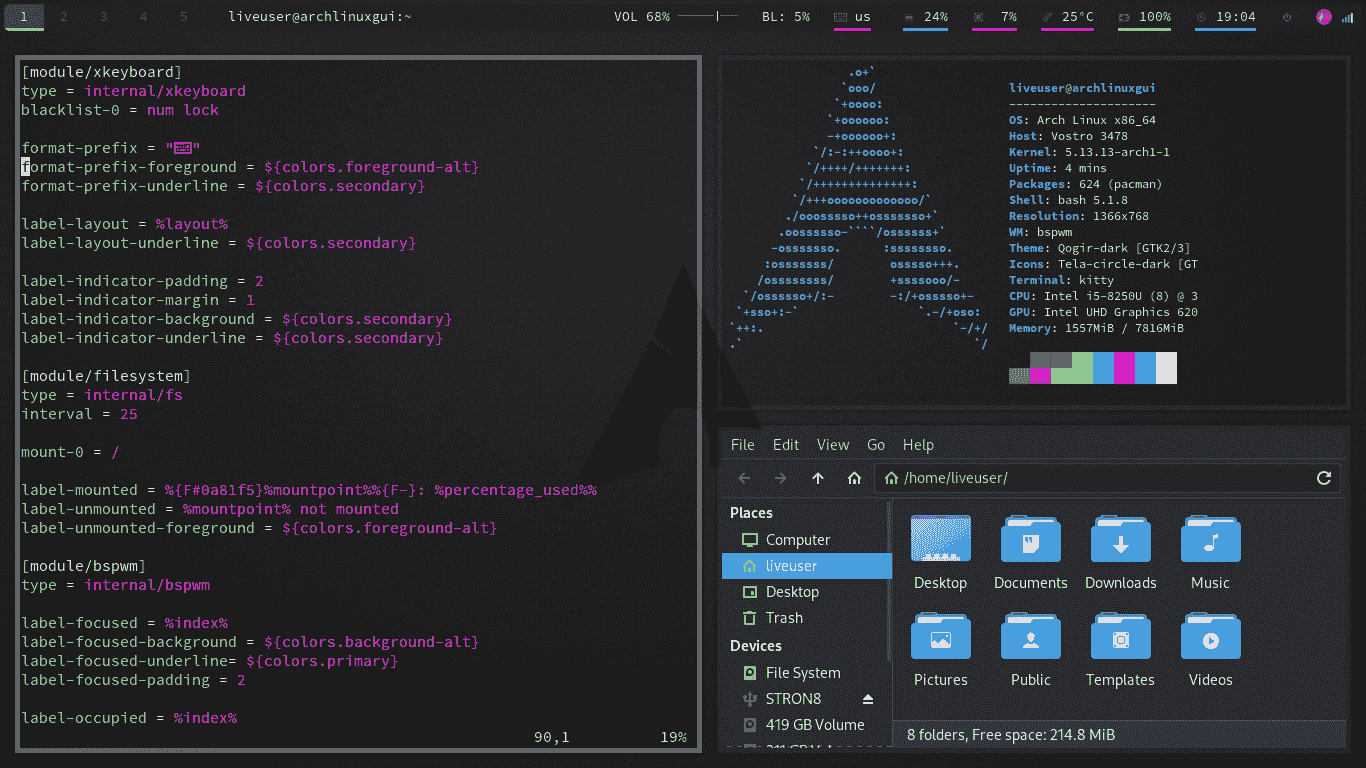 1 2 3 4 5 liveuser@archlinuxgui:~ VOL 68% BL: 5% us 24% 7% 25°C 100% 19:04
[module/xkeyboard]
type = internal/xkeyboard
blacklist-0 = num lock
format-prefix = "⌨"
format-prefix-foreground = ${colors.foreground-alt}
format-prefix-underline = ${colors.secondary}
label-layout = %layout%
label-layout-underline = ${colors.secondary}
label-indicator-padding = 2
label-indicator-margin = 1
label-indicator-background = ${colors.secondary}
label-indicator-underline = ${colors.secondary}
[module/filesystem]
type = internal/fs
interval = 25
mount-0 = /
label-mounted = %{F#0a81f5}%mountpoint%%{F-}: %percentage_used%%
label-unmounted = %mountpoint% not mounted
label-unmounted-foreground = ${colors.foreground-alt}
[module/bspwm]
type = internal/bspwm
label-focused = %index%
label-focused-background = ${colors.background-alt}
label-focused-underline= ${colors.primary}
label-focused-padding = 2
label-occupied = %index%
90,1 19%
liveuser@archlinuxgui
---------------------
OS: Arch Linux x86_64
Host: Vostro 3478
Kernel: 5.13.13-arch1-1
Uptime: 4 mins
Packages: 624 (pacman)
Shell: bash 5.1.8
Resolution: 1366x768
WM: bspwm
Theme: Qogir-dark [GTK2/3]
Icons: Tela-circle-dark [GT
Terminal: kitty
CPU: Intel i5-8250U (8) @ 3
GPU: Intel UHD Graphics 620
Memory: 1557MiB / 7816MiB
File Edit View Go Help
/home/liveuser/
Places
Computer
liveuser
Desktop
Trash
Devices
File System
STRON8
419 GB Volume
Desktop Documents Downloads Music
Pictures Public Templates Videos
8 folders, Free space: 214.8 MiB